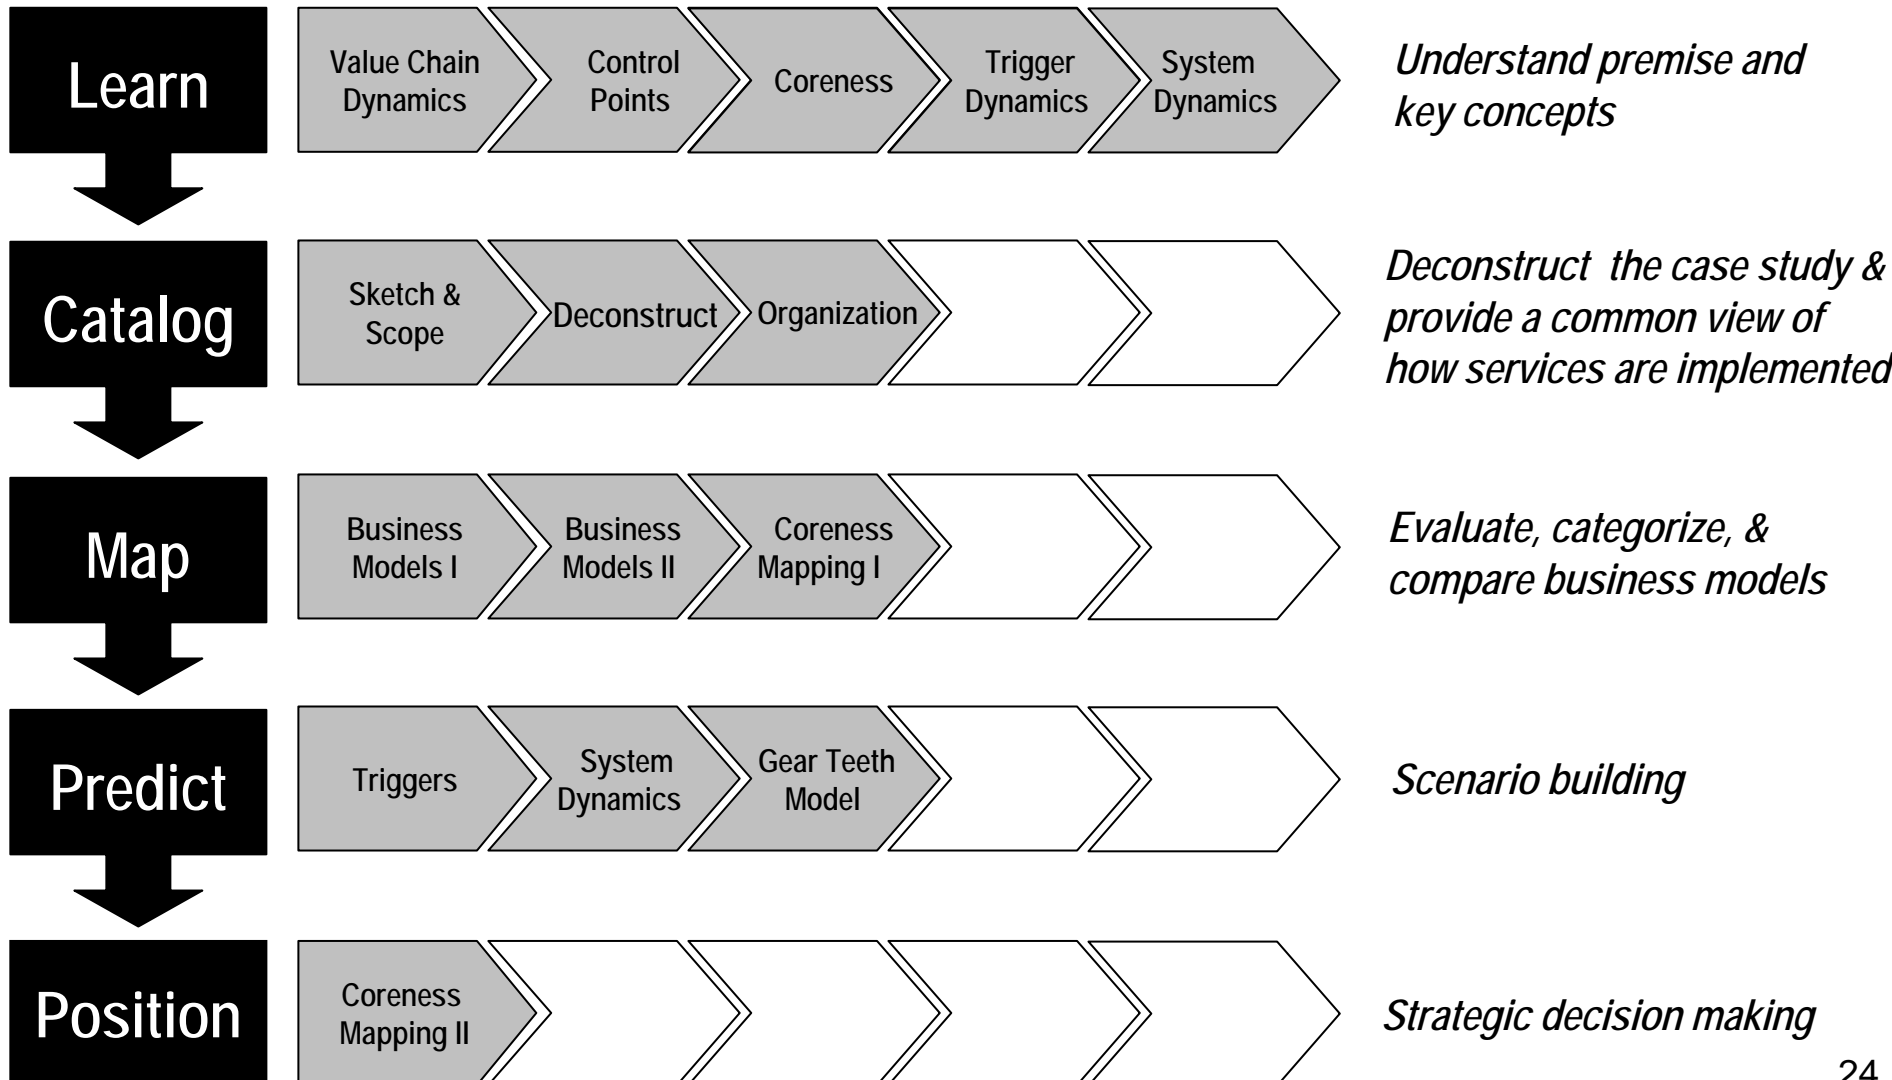 Learn
Value Chain
Dynamics
Control
Points
Coreness
Trigger
Dynamics
System
Dynamics
Understand premise and
key concepts
Catalog
Sketch &
Scope
Deconstruct
Organization
Deconstruct the case study &
provide a common view of
how services are implemented
Map
Business
Models I
Business
Models II
Coreness
Mapping I
Evaluate, categorize, &
compare business models
Predict
Triggers
System
Dynamics
Gear Teeth
Model
Scenario building
Position
Coreness
Mapping II
Strategic decision making
24